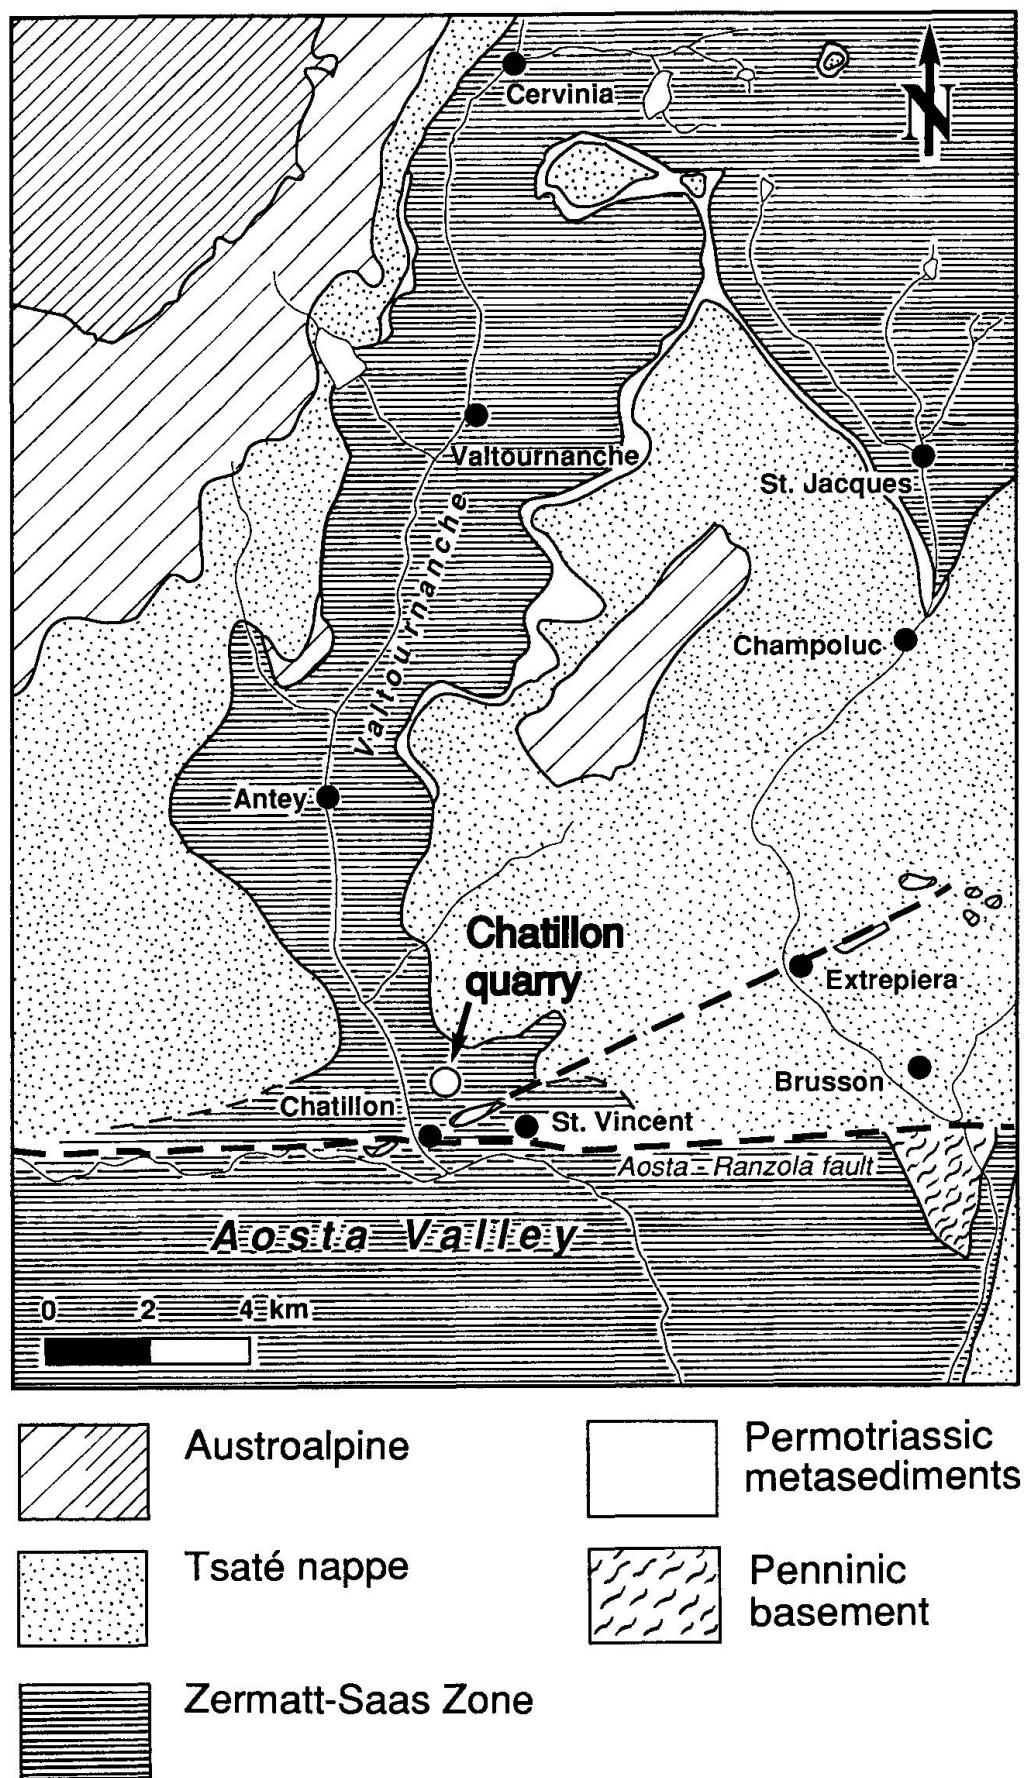 Cervinia
N
Valtournanche
St. Jacques
Valtournanche
Champoluc
Antey
Chatillon
quarry
Extrepiera
Brusson
Chatillon
St. Vincent
Aosta - Ranzola fault
Aosta Valley
0 2 4 km
Austroalpine
Permotriassic
metasediments
Tsaté nappe
Penninic
basement
Zermatt-Saas Zone